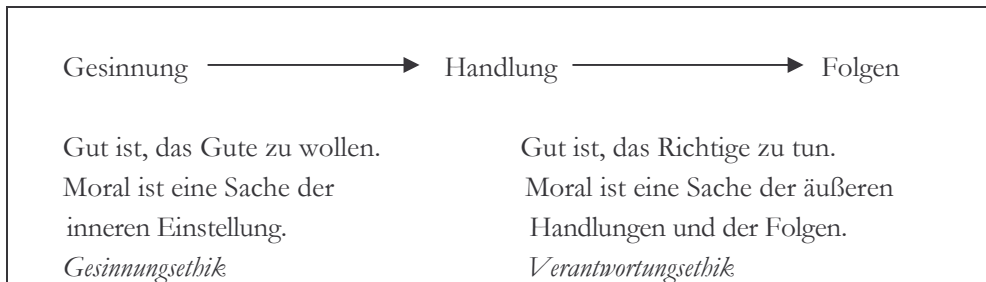 Gesinnung Handlung Folgen
Gut ist, das Gute zu wollen. Gut ist, das Richtige zu tun.
Moral ist eine Sache der Moral ist eine Sache der äußeren
inneren Einstellung. Handlungen und der Folgen.
Gesinnungsethik Verantwortungsethik